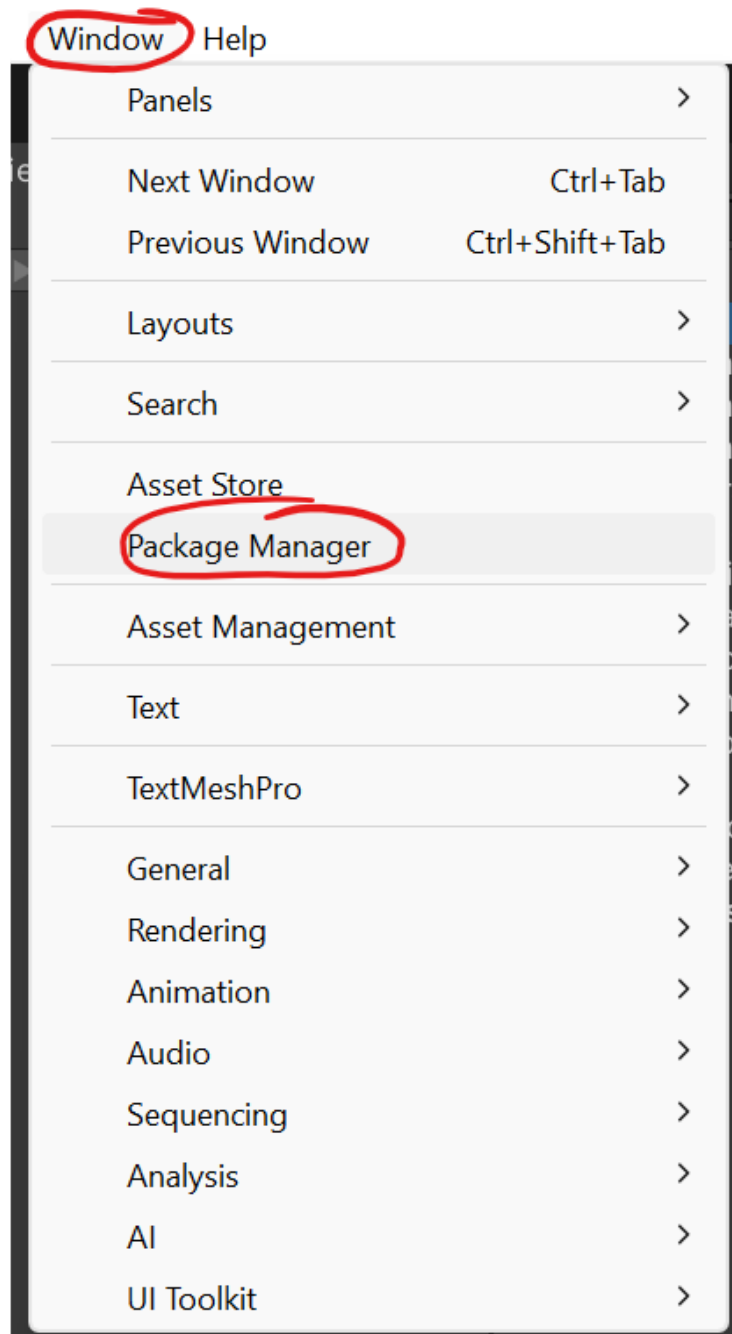 Window Help
Panels
Next Window Ctrl+Tab
Previous Window Ctrl+Shift+Tab
Layouts
Search
Asset Store
Package Manager
Asset Management
Text
TextMeshPro
General
Rendering
Animation
Audio
Sequencing
Analysis
AI
UI Toolkit